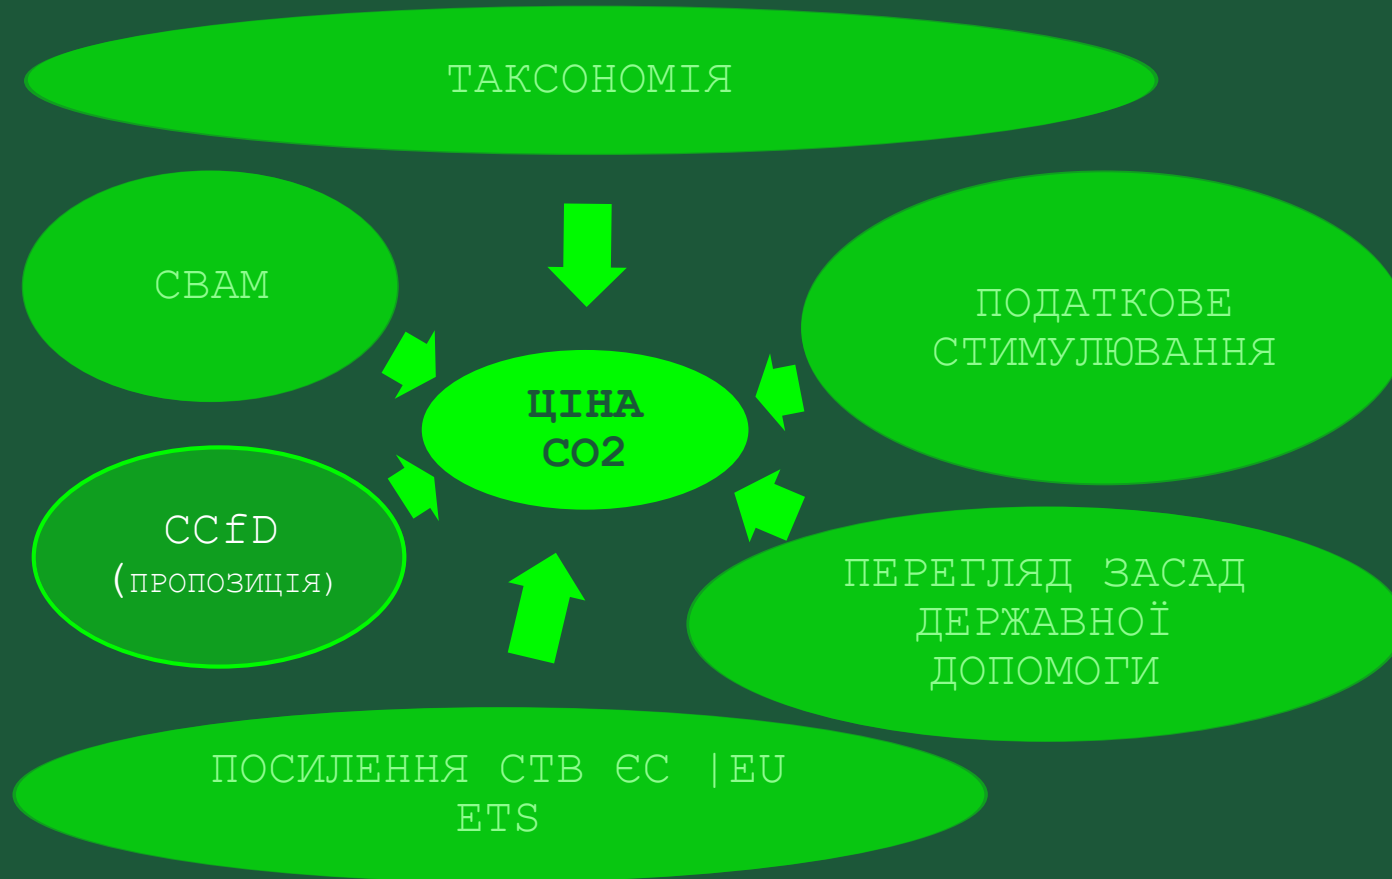 ТАКСОНОМІЯ
CBAM
ПОДАТКОВЕ
СТИМУЛЮВАННЯ
ЦІНА
CO2
CCfD
(ПРОПОЗИЦІЯ)
ПЕРЕГЛЯД ЗАСАД
ДЕРЖАВНОЇ
ДОПОМОГИ
ПОСИЛЕННЯ СТВ ЄС |EU
ETS